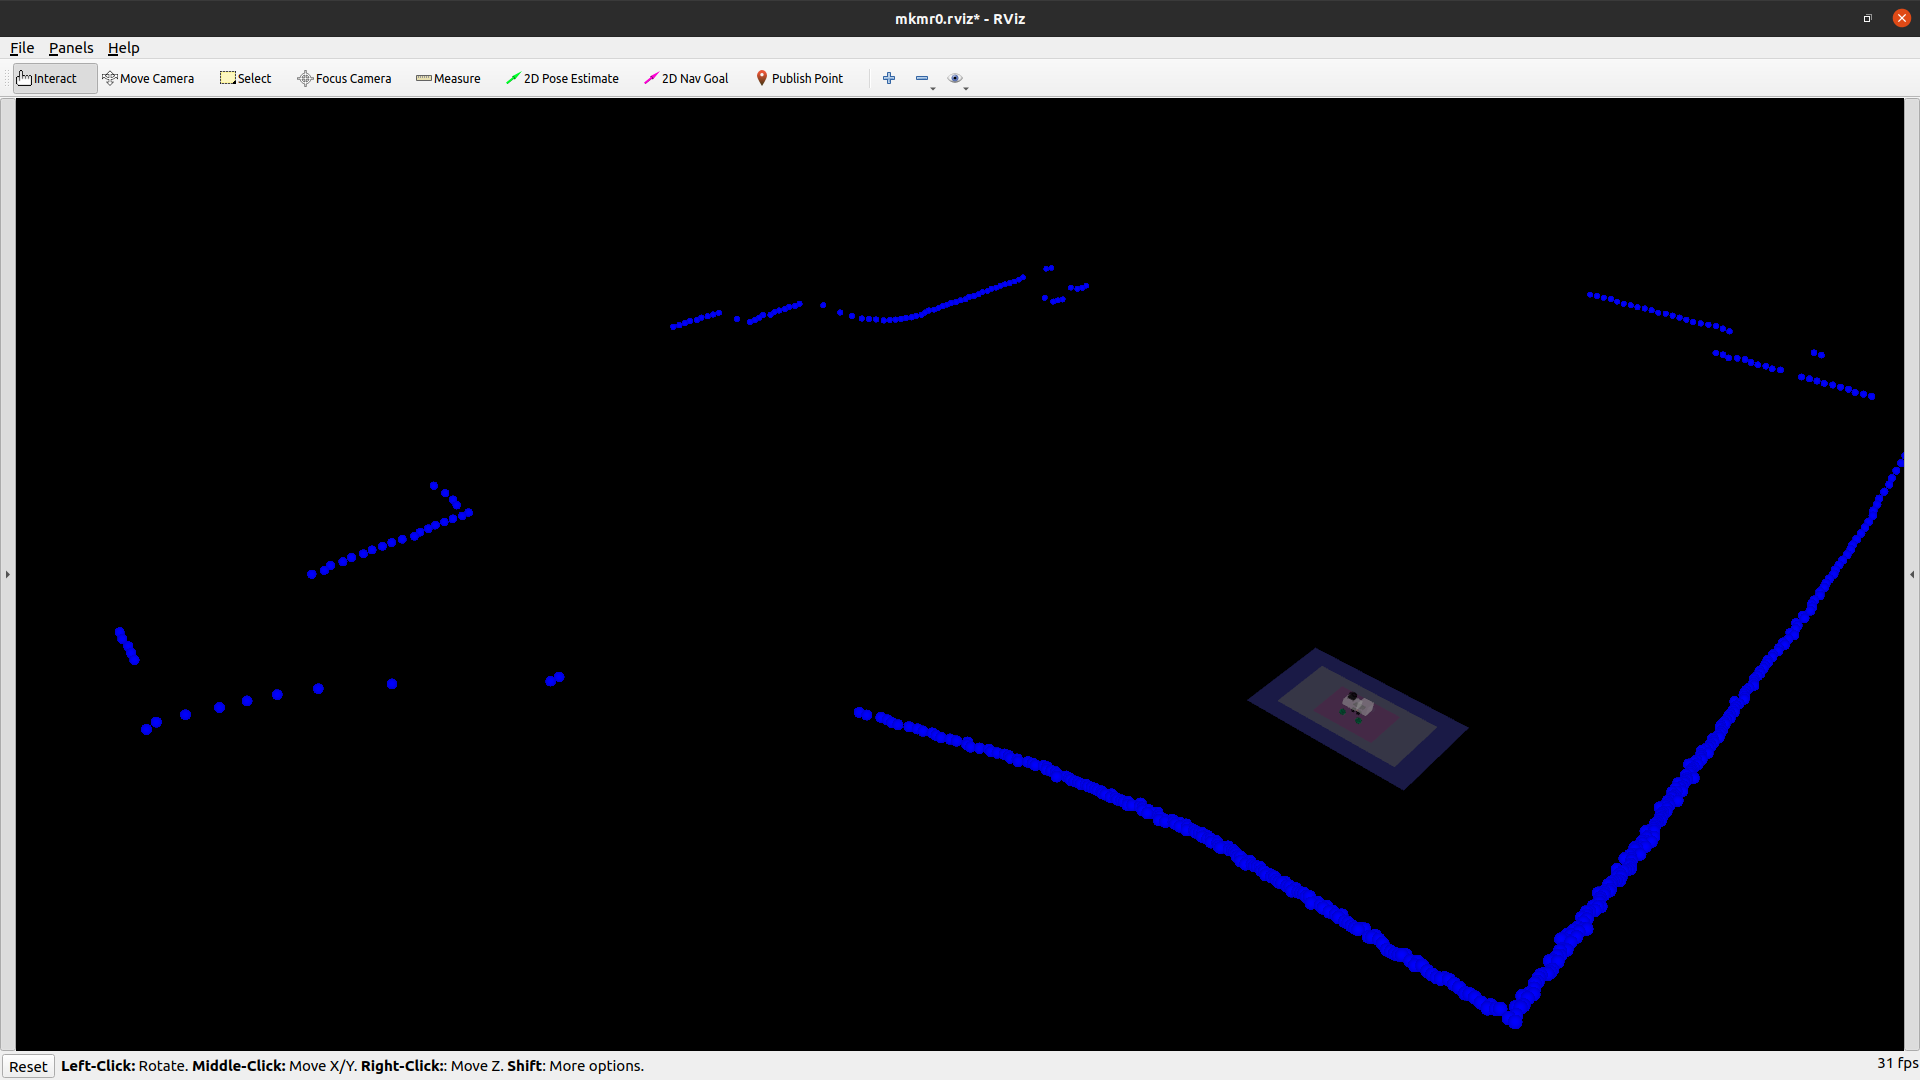 mkmr0.rviz* - RViz
File Panels Help
Interact Move Camera Select Focus Camera Measure 2D Pose Estimate 2D Nav Goal Publish Point
Reset Left-Click: Rotate. Middle-Click: Move X/Y. Right-Click:: Move Z. Shift: More options. 31 fps